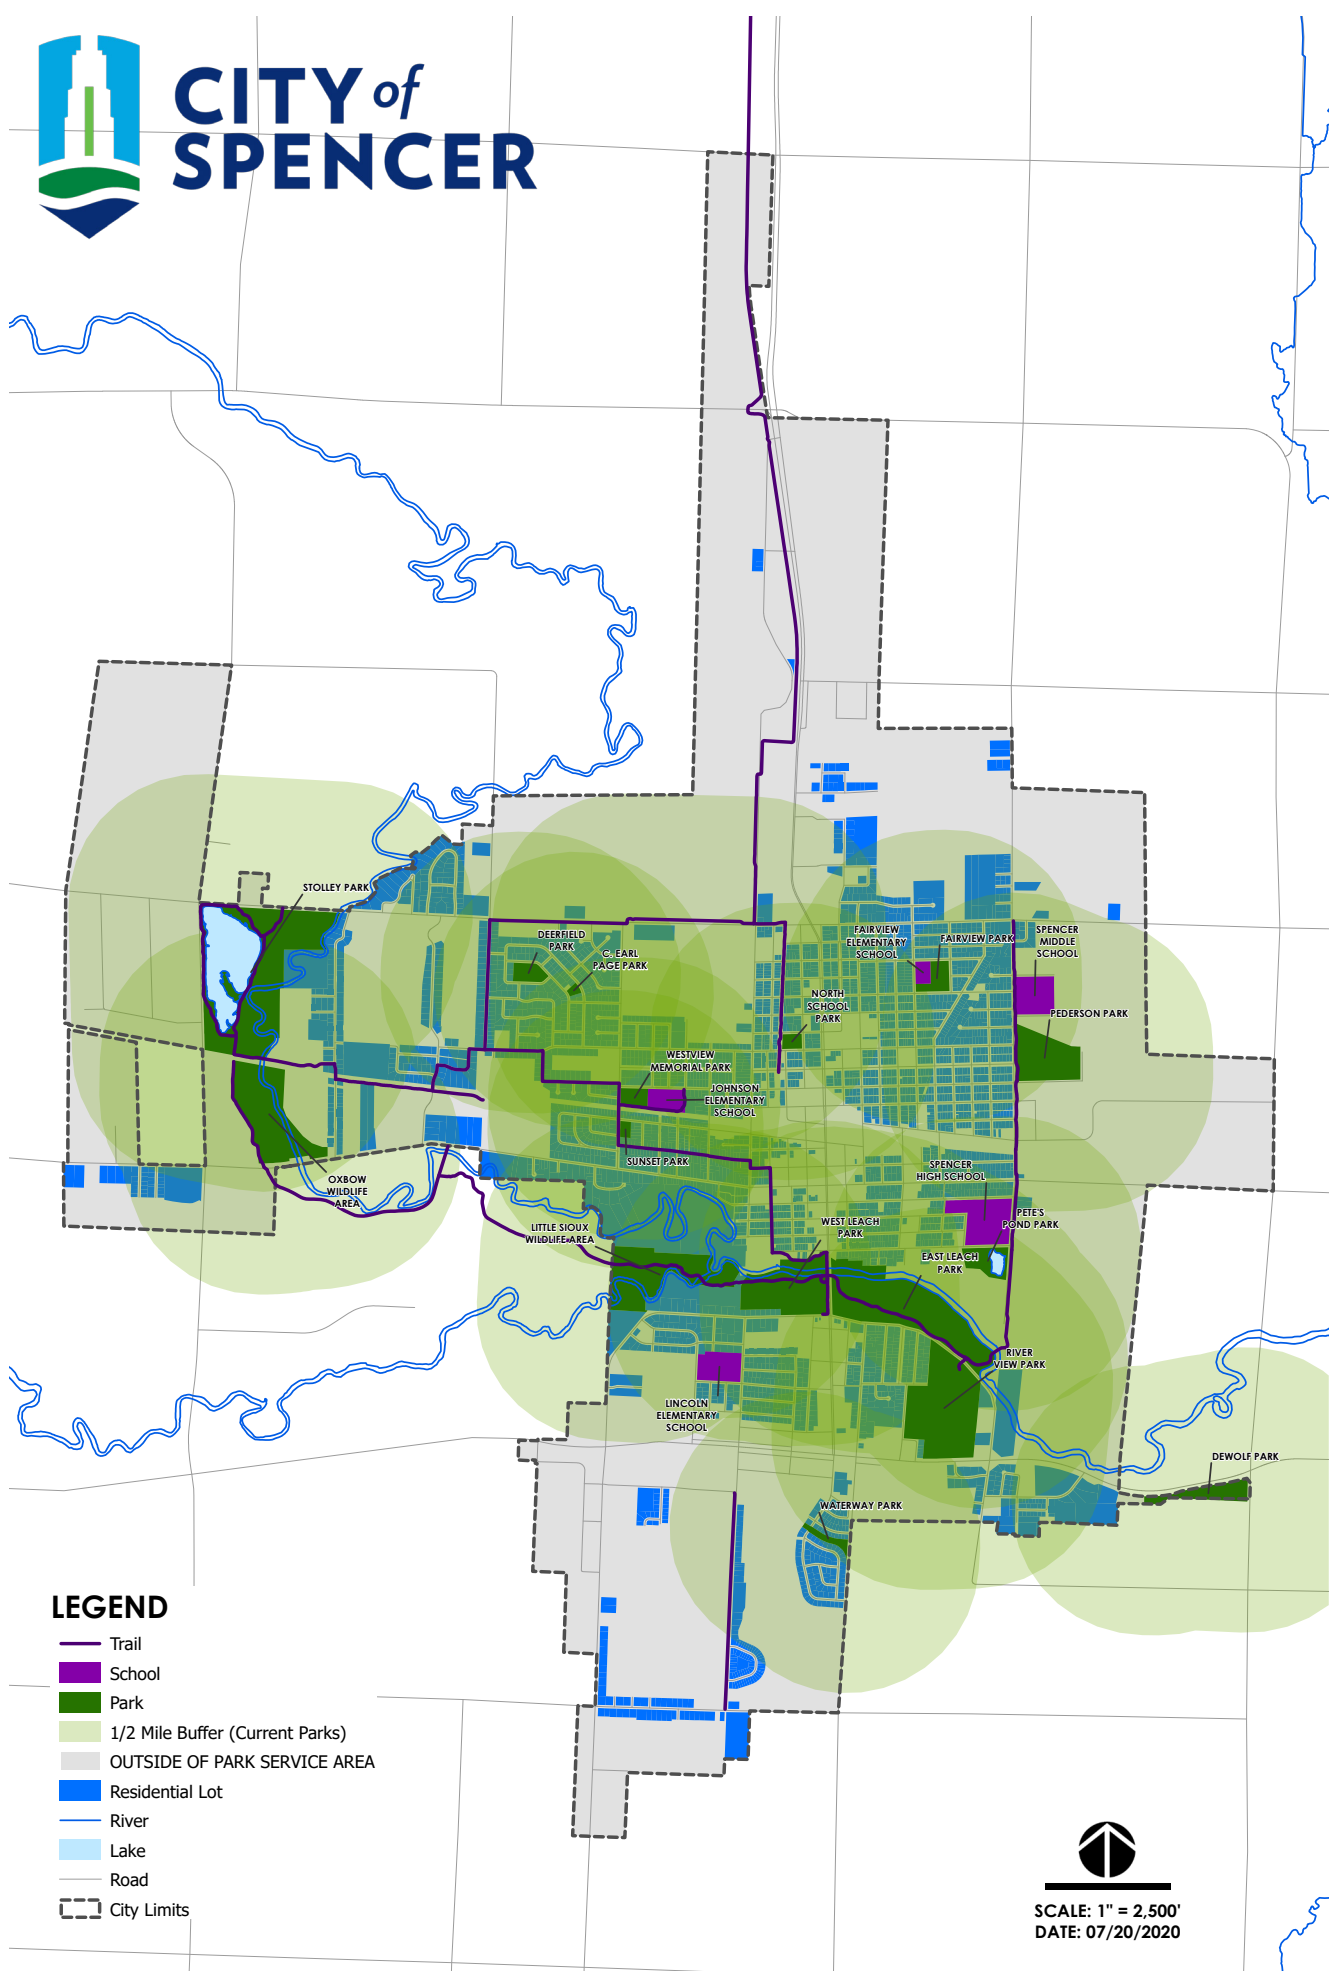 CITY of
SPENCER
STOLLEY PARK
DEERFIELD
PARK
C. EARL
PAGE PARK
FAIRVIEW
ELEMENTARY
SCHOOL
FAIRVIEW PARK
SPENCER
MIDDLE
SCHOOL
NORTH
SCHOOL
PARK
PEDERSON PARK
WESTVIEW
MEMORIAL PARK
JOHNSON
ELEMENTARY
SCHOOL
SUNSET PARK
SPENCER
HIGH SCHOOL
OXBOW
WILDLIFE
AREA
LITTLE SIOUX
WILDLIFE AREA
WEST LEACH
PARK
PETE'S
POND PARK
EAST LEACH
PARK
RIVER
VIEW PARK
LINCOLN
ELEMENTARY
SCHOOL
DEWOLF PARK
WATERWAY PARK
LEGEND
Trail
School
Park
1/2 Mile Buffer (Current Parks)
OUTSIDE OF PARK SERVICE AREA
Residential Lot
River
Lake
Road
City Limits
SCALE: 1" = 2,500'
DATE: 07/20/2020